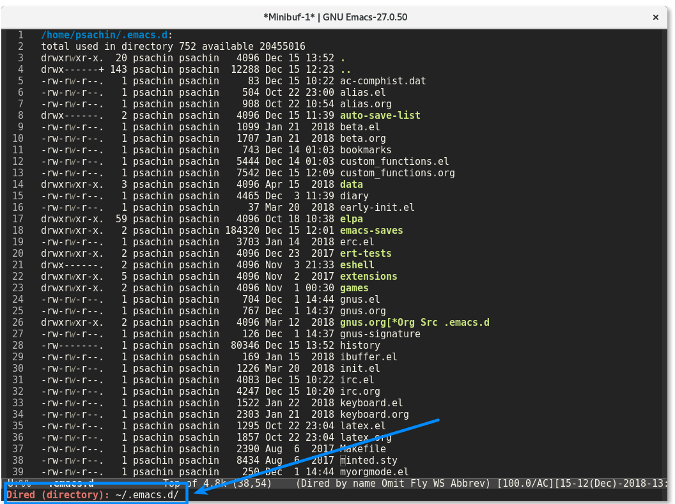 *Minibuf-1* | GNU Emacs-27.0.50 ×
1 /home/psachin/.emacs.d:
2 total used in directory 752 available 20455016
3 drwxrwxr-x. 20 psachin psachin 4096 Dec 15 13:52 .
4 drwx------+ 143 psachin psachin 12288 Dec 15 12:23 ..
5 -rw-rw-r--. 1 psachin psachin 83 Dec 15 10:22 ac-comphist.dat
6 -rw-rw-r--. 1 psachin psachin 504 Oct 22 23:00 alias.el
7 -rw-rw-r--. 1 psachin psachin 908 Oct 22 10:54 alias.org
8 drwx------. 2 psachin psachin 4096 Dec 15 11:39 auto-save-list
9 -rw-rw-r--. 1 psachin psachin 1099 Jan 21 2018 beta.el
10 -rw-rw-r--. 1 psachin psachin 1707 Jan 21 2018 beta.org
11 -rw-rw-r--. 1 psachin psachin 743 Dec 14 01:03 bookmarks
12 -rw-rw-r--. 1 psachin psachin 5444 Dec 14 01:03 custom_functions.el
13 -rw-rw-r--. 1 psachin psachin 7542 Dec 15 12:09 custom_functions.org
14 drwxrwxr-x. 3 psachin psachin 4096 Apr 15 2018 data
15 -rw-rw-r--. 1 psachin psachin 4465 Dec 3 11:39 diary
16 -rw-rw-r--. 1 psachin psachin 37 Mar 20 2018 early-init.el
17 drwxrwxr-x. 59 psachin psachin 4096 Oct 18 10:38 elpa
18 drwxrwxr-x. 2 psachin psachin 184320 Dec 15 12:01 emacs-saves
19 -rw-rw-r--. 1 psachin psachin 3703 Jan 14 2018 erc.el
20 drwxrwxr-x. 2 psachin psachin 4096 Dec 23 2017 ert-tests
21 drwx------. 2 psachin psachin 4096 Nov 3 21:33 eshell
22 drwxrwxr-x. 5 psachin psachin 4096 Nov 2 2017 extensions
23 drwxrwxr-x. 2 psachin psachin 4096 Nov 1 00:30 games
24 -rw-rw-r--. 1 psachin psachin 704 Dec 1 14:44 gnus.el
25 -rw-rw-r--. 1 psachin psachin 767 Dec 1 14:37 gnus.org
26 drwxrwxr-x. 2 psachin psachin 4096 Mar 12 2018 gnus.org[*Org Src .emacs.d
27 -rw-rw-r--. 1 psachin psachin 126 Dec 1 14:37 gnus-signature
28 -rw-------. 1 psachin psachin 80346 Dec 15 13:52 history
29 -rw-rw-r--. 1 psachin psachin 169 Jan 15 2018 ibuffer.el
30 -rw-rw-r--. 1 psachin psachin 1226 Mar 20 2018 init.el
31 -rw-rw-r--. 1 psachin psachin 4083 Dec 15 10:22 irc.el
32 -rw-rw-r--. 1 psachin psachin 4247 Dec 15 10:20 irc.org
33 -rw-rw-r--. 1 psachin psachin 1522 Jan 22 2018 keyboard.el
34 -rw-rw-r--. 1 psachin psachin 2303 Jan 21 2018 keyboard.org
35 -rw-rw-r--. 1 psachin psachin 1295 Oct 22 23:04 latex.el
36 -rw-rw-r--. 1 psachin psachin 1857 Oct 22 23:04 latex.org
37 -rw-rw-r--. 1 psachin psachin 2390 Aug 6 2017 Makefile
38 -rw-rw-r--. 1 psachin psachin 8434 Aug 6 2017 minted.sty
39 -rw-rw-r--. 1 psachin psachin 250 Dec 1 14:44 myorgmode.el
U:%%- .emacs.d Top of 4.8k (38,54) (Dired by name Omit Fly WS Abbrev) [100.0/AC][15-12(Dec)-2018-13:
Dired (directory): ~/.emacs.d/